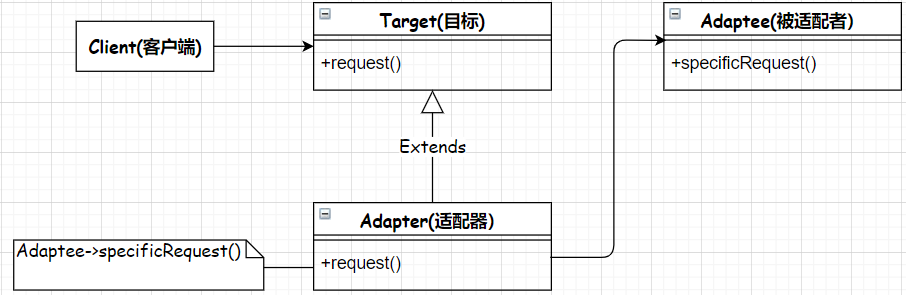 Client(客户端)
Target(目标)
+request()
Adaptee(被适配者)
+specificRequest()
Extends
Adapter(适配器)
+request()
Adaptee->specificRequest()